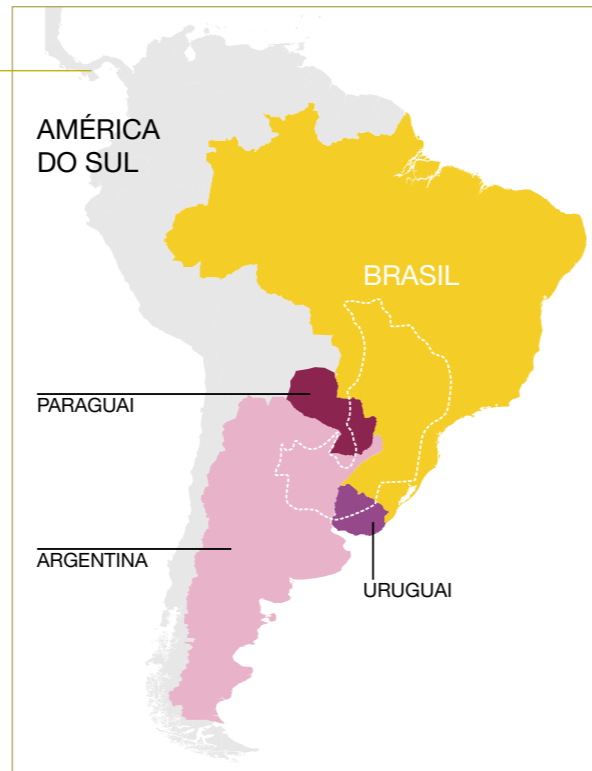 AMÉRICA
DO SUL
BRASIL
PARAGUAI
ARGENTINA
URUGUAI